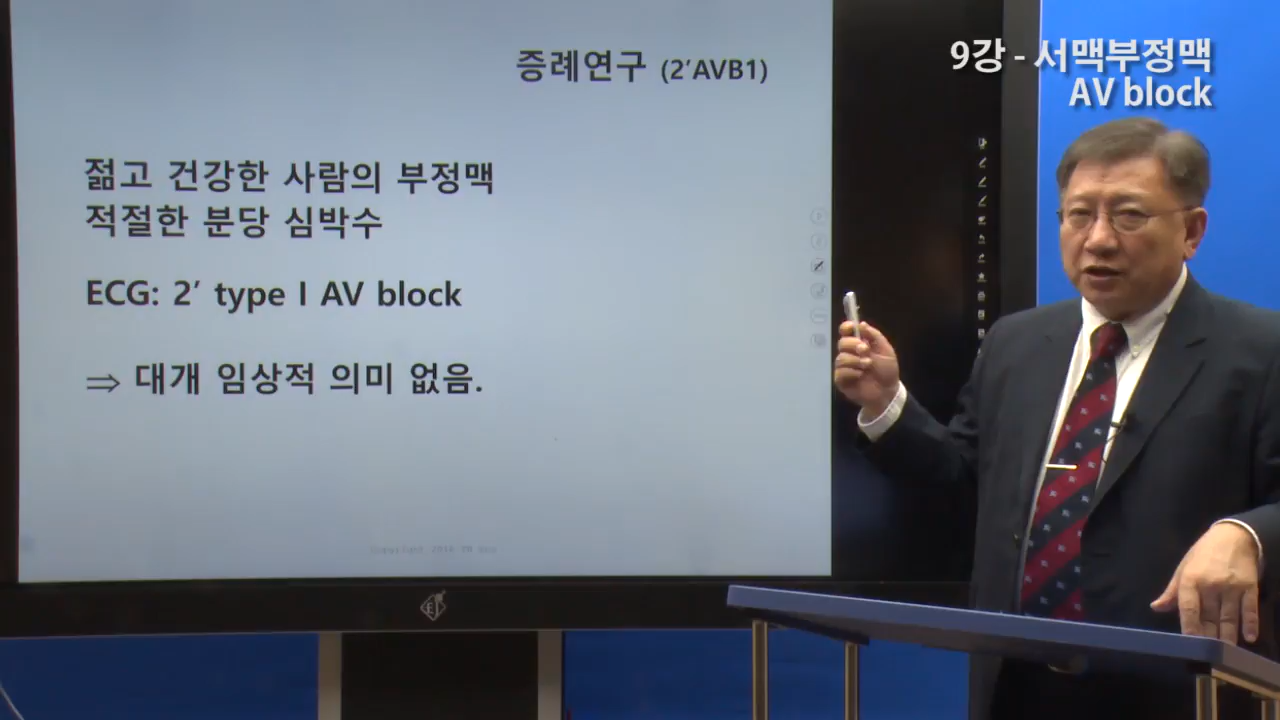 증례연구 (2'AVB1)
젊고 건강한 사람의 부정맥
적절한 분당 심박수
ECG: 2' type I AV block
⇒ 대개 임상적 의미 없음.
9강 - 서맥부정맥
AV block